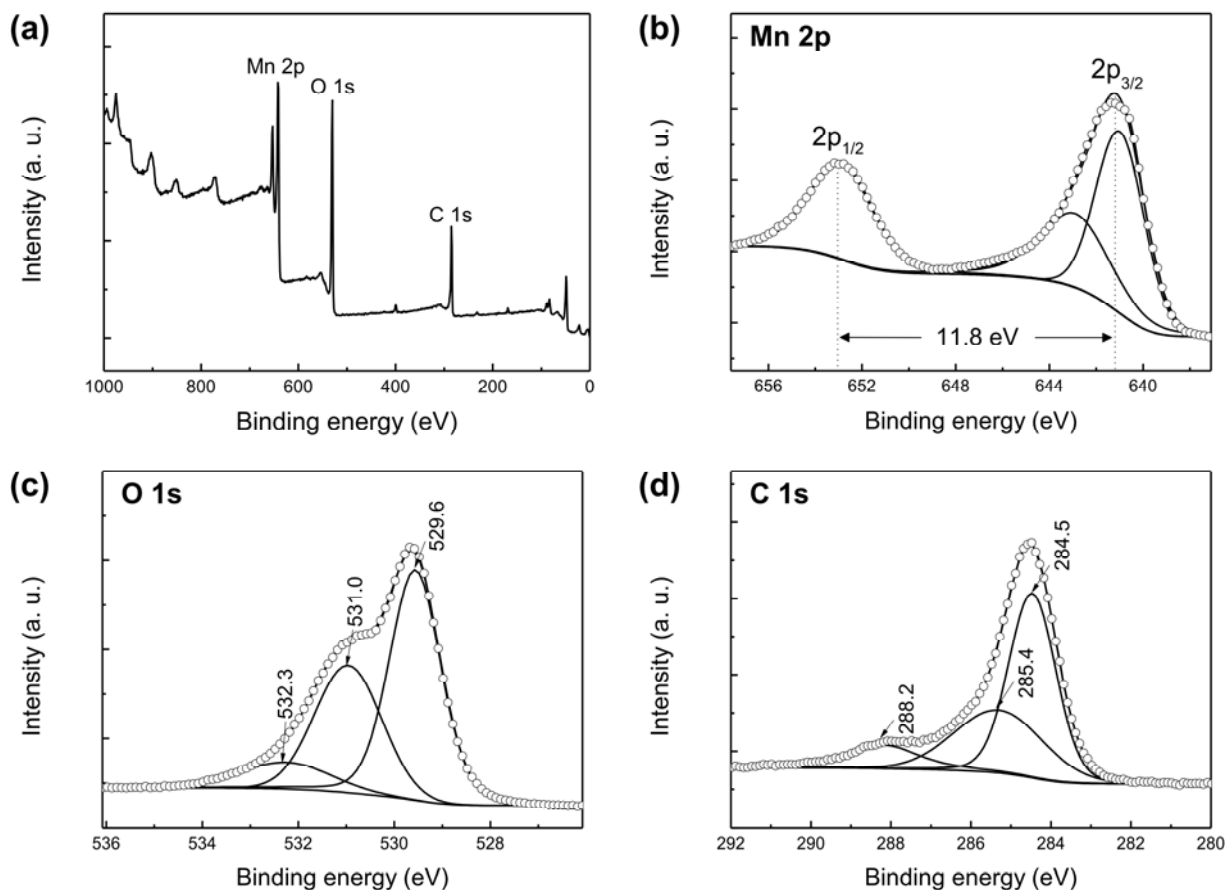 (a)
Mn 2p
O 1s
C 1s
Intensity (a. u.)
1000 800 600 400 200 0
Binding energy (eV)
(b)
Mn 2p
2p3/2
2p1/2
11.8 eV
Intensity (a. u.)
656 652 648 644 640
Binding energy (eV)
(c)
O 1s
529.6
531.0
532.3
Intensity (a. u.)
536 534 532 530 528
Binding energy (eV)
(d)
C 1s
284.5
285.4
288.2
Intensity (a. u.)
292 290 288 286 284 282 280
Binding energy (eV)